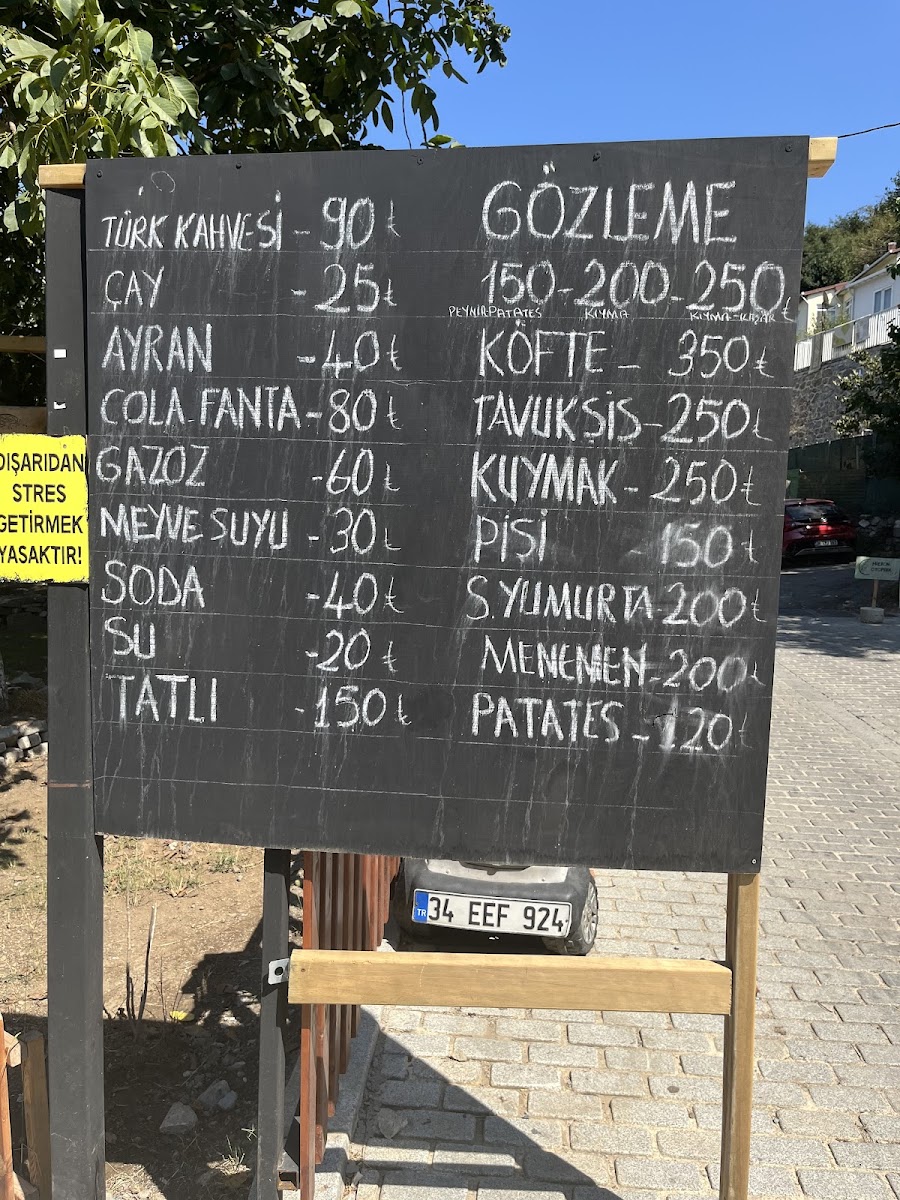 TÜRK KAHVESİ - 90 ₺
ÇAY - 25 ₺
AYRAN - 40 ₺
COLA - FANTA - 80 ₺
GAZOZ - 60 ₺
MEYVE SUYU - 30 ₺
SODA - 40 ₺
SU - 20 ₺
TATLI - 150 ₺
GÖZLEME
150 - 200 - 250 ₺
PEYNİR-PATATES KIYMA KIYMA-KAŞAR
KÖFTE - 350 ₺
TAVUKŞİŞ - 250 ₺
KUYMAK - 250 ₺
PİŞİ - 150 ₺
S.YUMURTA - 200 ₺
MENEMEN - 200 ₺
PATATES - 120 ₺
DIŞARIDAN
STRES
GETİRMEK
YASAKTIR!
TR 34 EEF 924